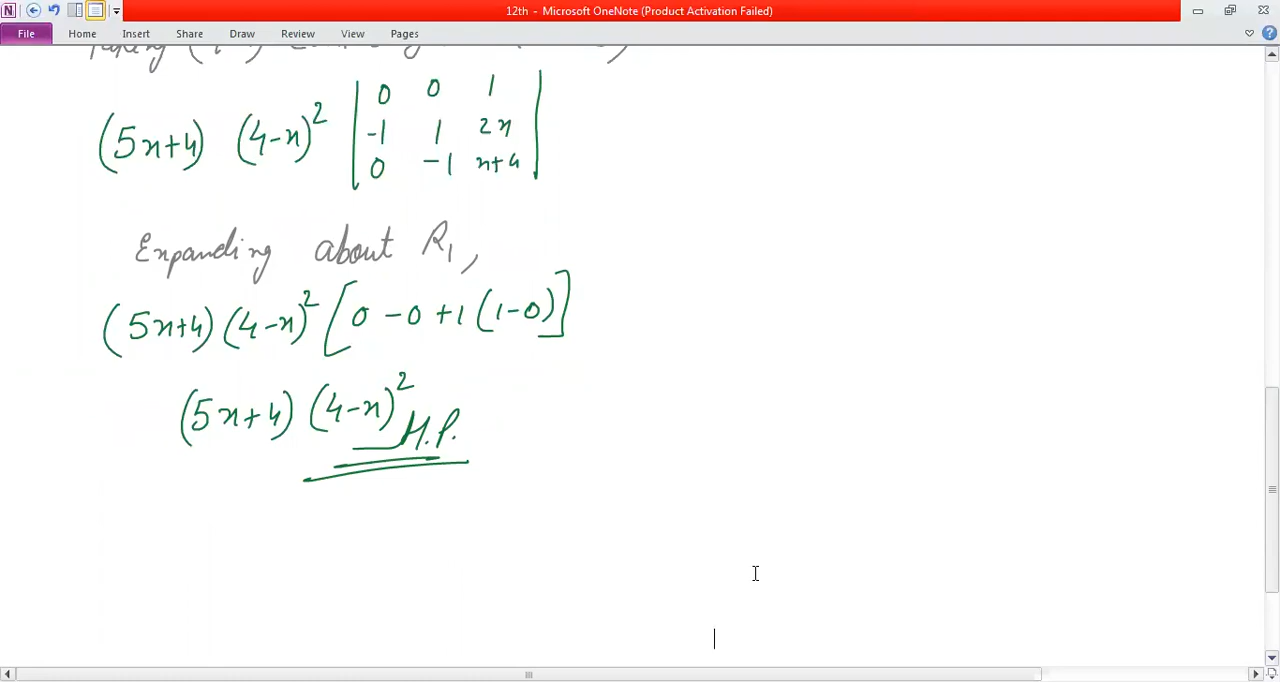 12th - Microsoft OneNote (Product Activation Failed)
File Home Insert Share Draw Review View Pages
(5x+4) (4-x)² | 0 0 1
-1 1 2x
0 -1 x+4 |
Expanding about R₁,
(5x+4)(4-x)² [0 - 0 + 1 (1-0)]
(5x+4) (4-x)²
H.P.